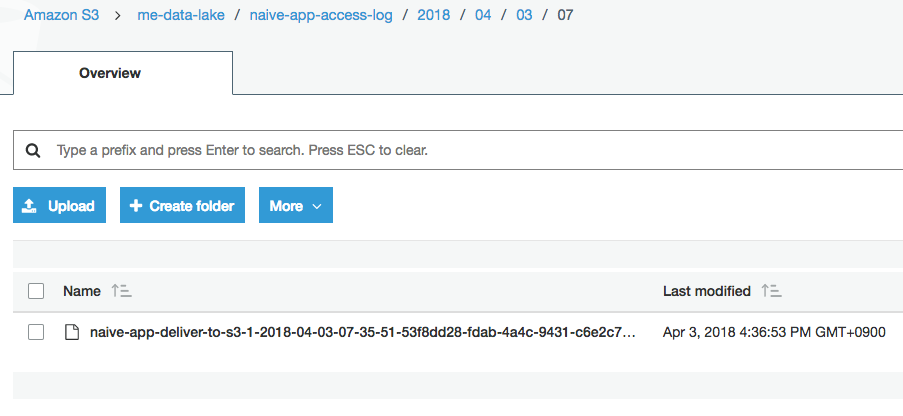 Amazon S3 > me-data-lake / naive-app-access-log / 2018 / 04 / 03 / 07
Overview
Type a prefix and press Enter to search. Press ESC to clear.
Upload Create folder More
Name Last modified
naive-app-deliver-to-s3-1-2018-04-03-07-35-51-53f8dd28-fdab-4a4c-9431-c6e2c7... Apr 3, 2018 4:36:53 PM GMT+0900